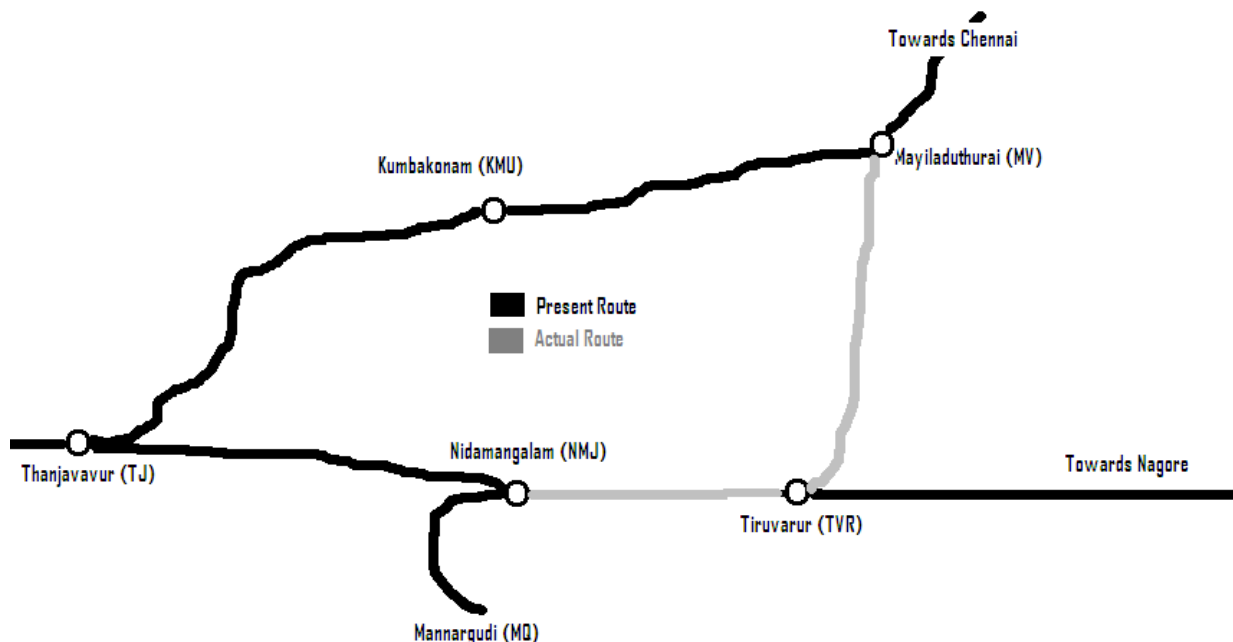 Towards Chennai
Mayiladuthurai (MV)
Kumbakonam (KMU)
Present Route
Actual Route
Nidamangalam (NMJ)
Thanjavavur (TJ)
Towards Nagore
Tiruvarur (TVR)
Mannargudi (MQ)